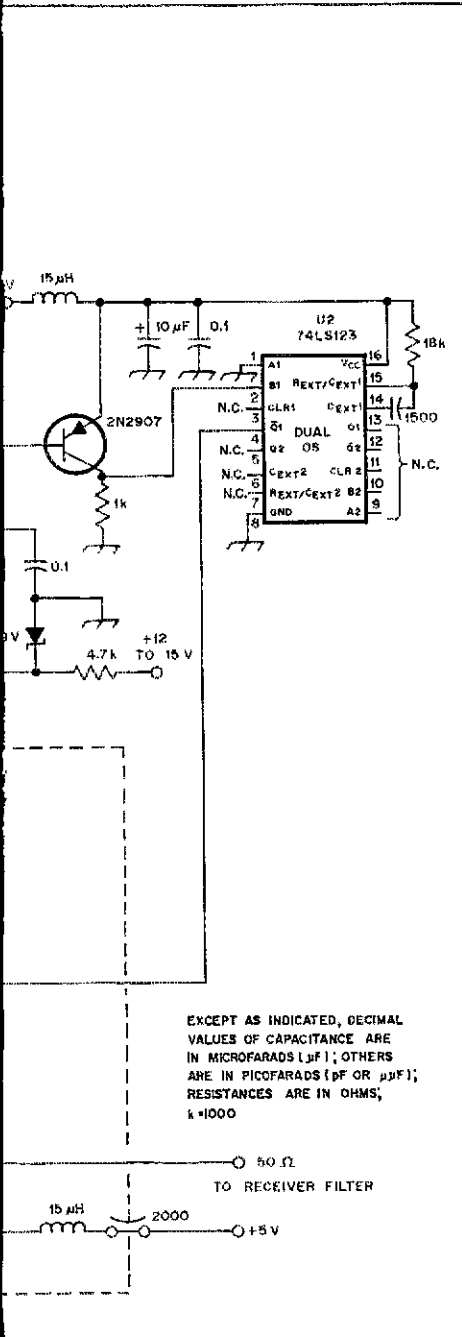 V
15 µH
+ 10 µF 0.1
U2
74LS123
18k
1 A1 VCC 16
B1 REXT/CEXT1 15
2 N.C. CLR1 CEXT1 14 1500
3 Q̅1 Q1 13
DUAL
OS
4 N.C. Q2 Q̅2 12
5 N.C. CEXT2 CLR2 11
N.C.
6 N.C. REXT/CEXT2 B2 10
7 GND A2 9
8
2N2907
1k
0.1
9V
4.7k
+12
TO 15 V
EXCEPT AS INDICATED, DECIMAL
VALUES OF CAPACITANCE ARE
IN MICROFARADS (µF); OTHERS
ARE IN PICOFARADS (pF OR µµF);
RESISTANCES ARE IN OHMS;
k=1000
50 Ω
TO RECEIVER FILTER
15 µH
2000
+5V